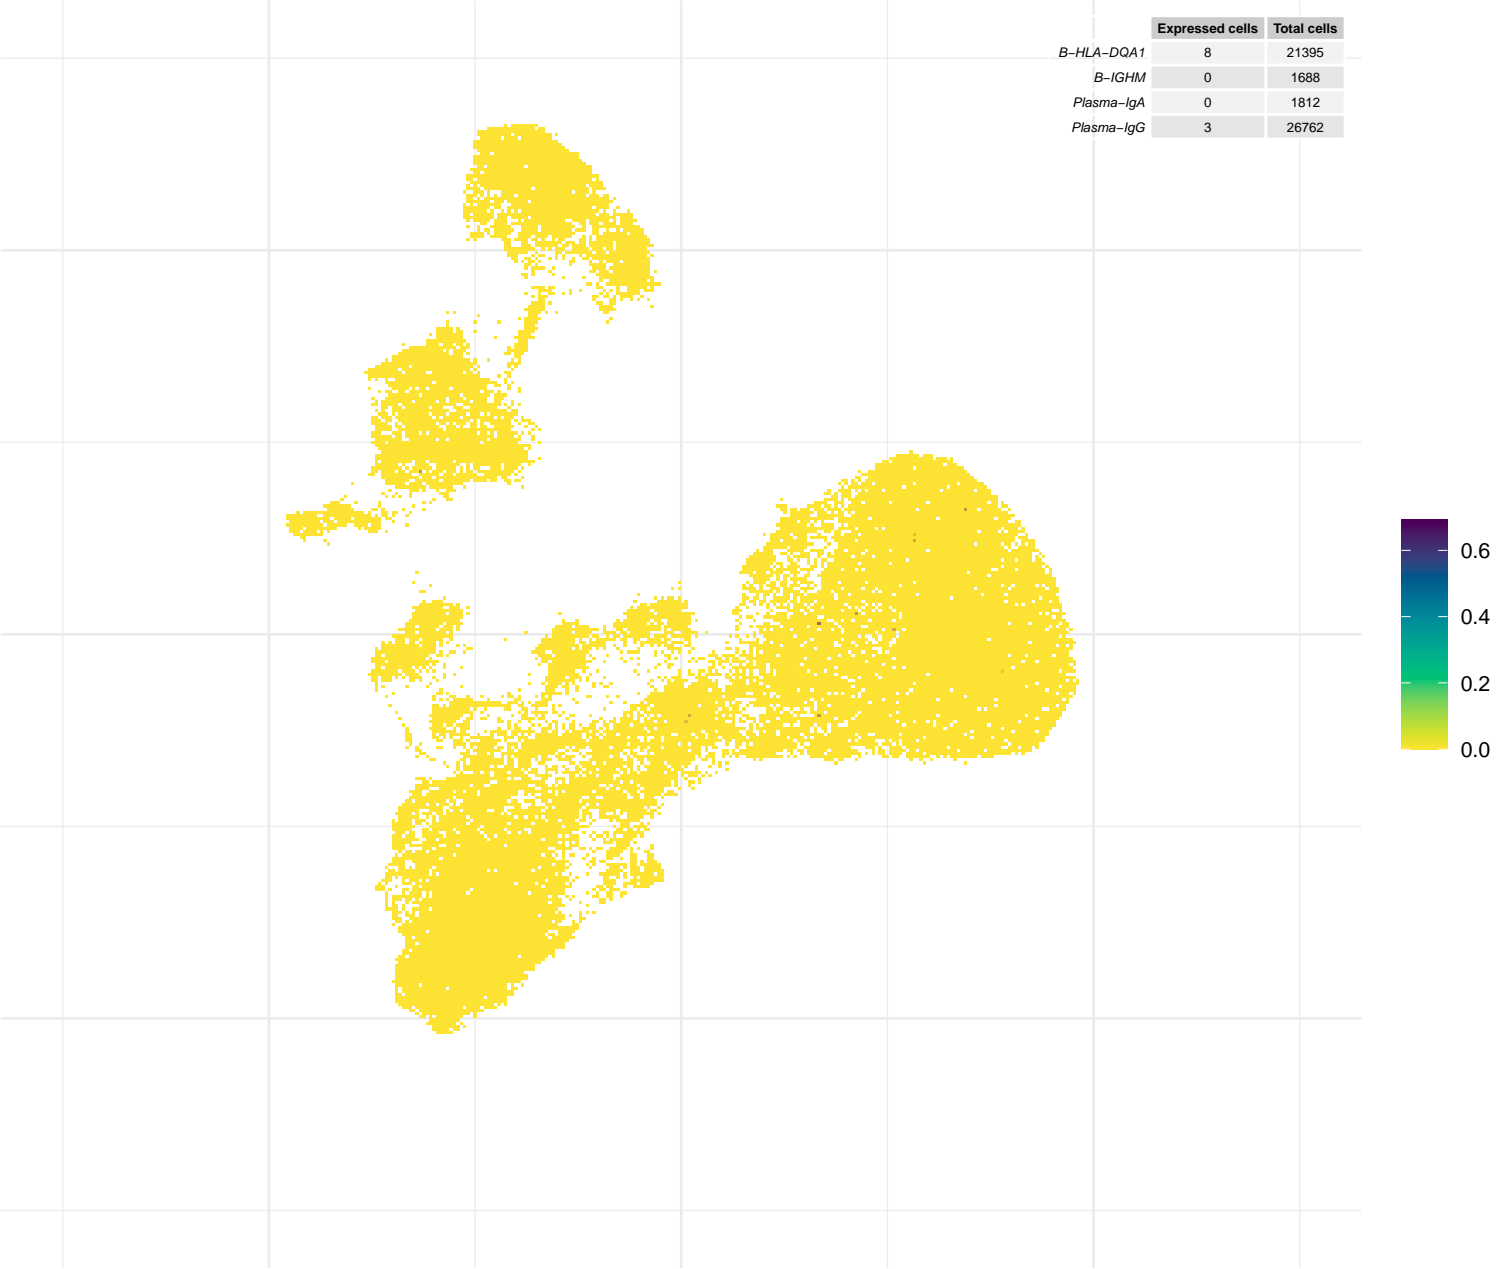 Expressed cells Total cells
B−HLA−DQA1 8 21395
B−IGHM 0 1688
Plasma−IgA 0 1812
Plasma−IgG 3 26762
0.6
0.4
0.2
0.0